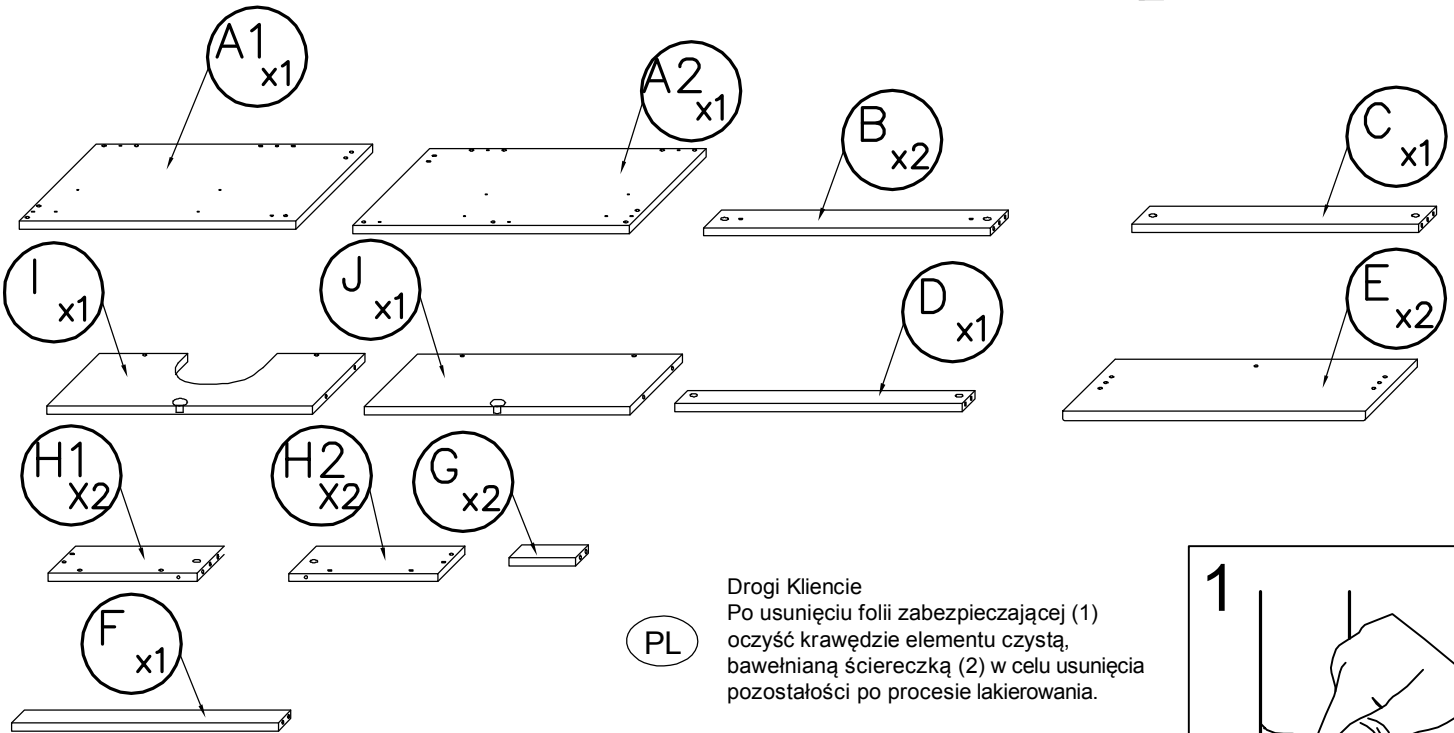 A1
x1
A2
x1
B
x2
C
x1
I
x1
J
x1
D
x1
E
x2
H1
X2
H2
X2
G
x2
F
x1
PL
Drogi Kliencie
Po usunięciu folii zabezpieczającej (1)
oczyść krawędzie elementu czystą,
bawełnianą ściereczką (2) w celu usunięcia
pozostałości po procesie lakierowania.
1